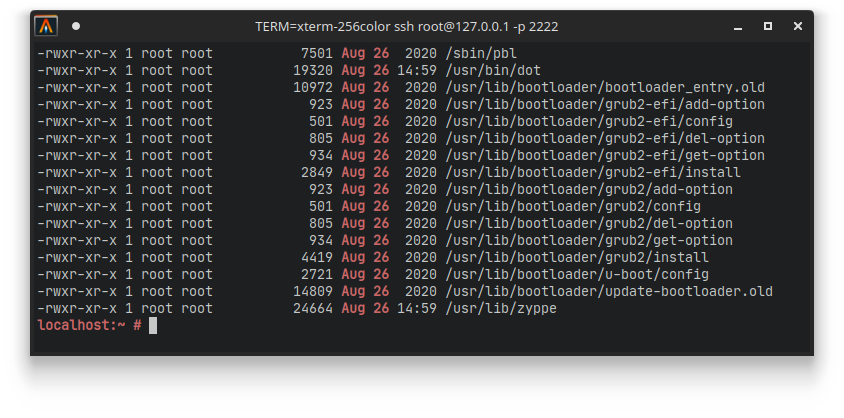 TERM=xterm-256color ssh root@127.0.0.1 -p 2222
-rwxr-xr-x 1 root root           7501 Aug 26  2020 /sbin/pbl
-rwxr-xr-x 1 root root          19320 Aug 26 14:59 /usr/bin/dot
-rwxr-xr-x 1 root root          10972 Aug 26  2020 /usr/lib/bootloader/bootloader_entry.old
-rwxr-xr-x 1 root root            923 Aug 26  2020 /usr/lib/bootloader/grub2-efi/add-option
-rwxr-xr-x 1 root root            501 Aug 26  2020 /usr/lib/bootloader/grub2-efi/config
-rwxr-xr-x 1 root root            805 Aug 26  2020 /usr/lib/bootloader/grub2-efi/del-option
-rwxr-xr-x 1 root root            934 Aug 26  2020 /usr/lib/bootloader/grub2-efi/get-option
-rwxr-xr-x 1 root root           2849 Aug 26  2020 /usr/lib/bootloader/grub2-efi/install
-rwxr-xr-x 1 root root            923 Aug 26  2020 /usr/lib/bootloader/grub2/add-option
-rwxr-xr-x 1 root root            501 Aug 26  2020 /usr/lib/bootloader/grub2/config
-rwxr-xr-x 1 root root            805 Aug 26  2020 /usr/lib/bootloader/grub2/del-option
-rwxr-xr-x 1 root root            934 Aug 26  2020 /usr/lib/bootloader/grub2/get-option
-rwxr-xr-x 1 root root           4419 Aug 26  2020 /usr/lib/bootloader/grub2/install
-rwxr-xr-x 1 root root           2721 Aug 26  2020 /usr/lib/bootloader/u-boot/config
-rwxr-xr-x 1 root root          14809 Aug 26  2020 /usr/lib/bootloader/update-bootloader.old
-rwxr-xr-x 1 root root          24664 Aug 26 14:59 /usr/lib/zyppe
localhost:~ #